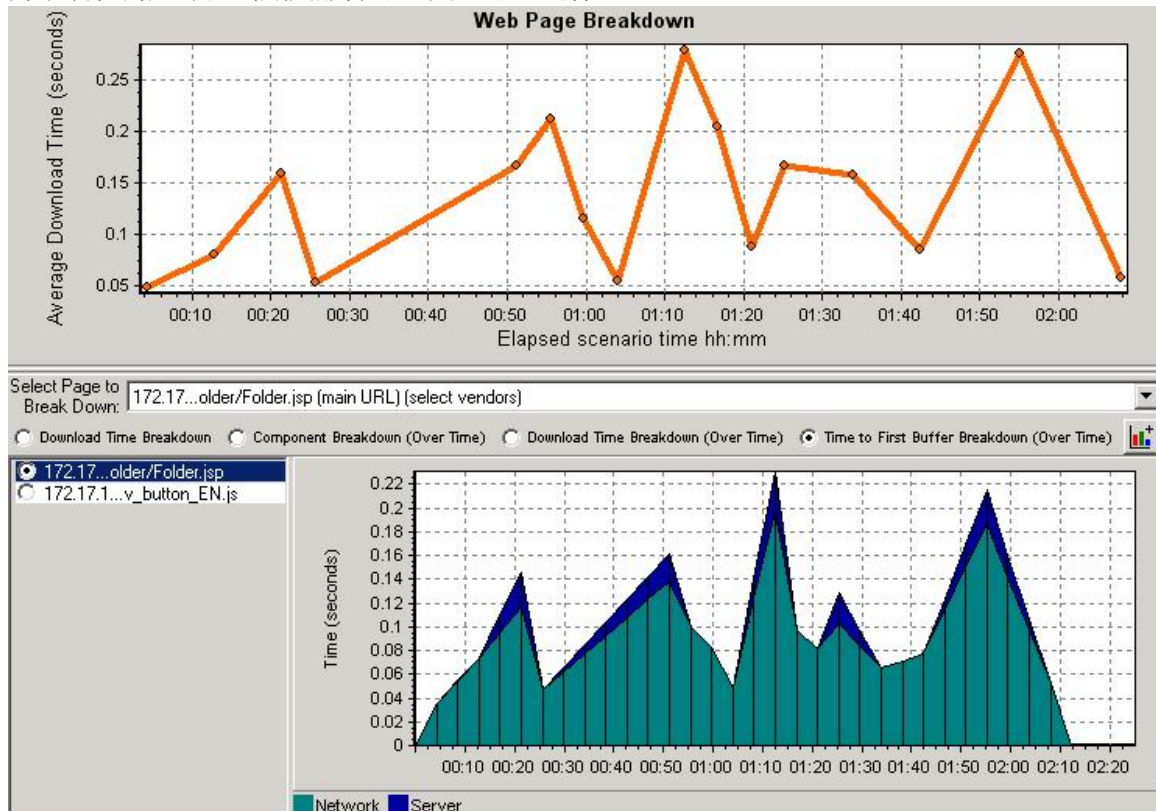 Web Page Breakdown
Average Download Time (seconds)
0.25
0.2
0.15
0.1
0.05
00:10 00:20 00:30 00:40 00:50 01:00 01:10 01:20 01:30 01:40 01:50 02:00
Elapsed scenario time hh:mm
Select Page to Break Down:
172.17...older/Folder.jsp (main URL) (select vendors)
Download Time Breakdown Component Breakdown (Over Time) Download Time Breakdown (Over Time) Time to First Buffer Breakdown (Over Time)
172.17...older/Folder.jsp
172.17.1...v_button_EN.js
Time (seconds)
0.22
0.2
0.18
0.16
0.14
0.12
0.1
0.08
0.06
0.04
0.02
0
00:10 00:20 00:30 00:40 00:50 01:00 01:10 01:20 01:30 01:40 01:50 02:00 02:10 02:20
Network Server